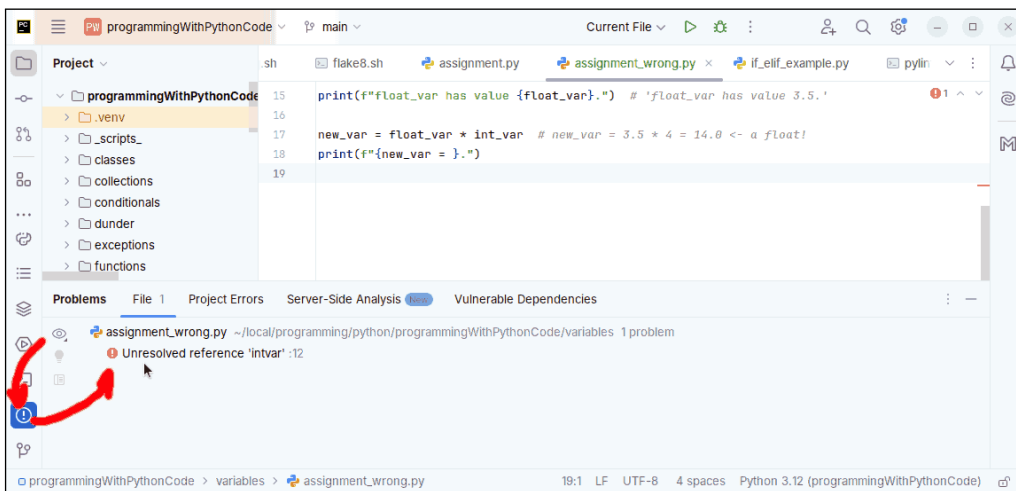 PC
PW programmingWithPythonCode
main
Current File
Project
.sh
flake8.sh
assignment.py
assignment_wrong.py
if_elif_example.py
pylin
programmingWithPythonCode
.venv
_scripts_
classes
collections
conditionals
dunder
exceptions
functions
15 print(f"float_var has value {float_var}.") # 'float_var has value 3.5.'
16
17 new_var = float_var * int_var # new_var = 3.5 * 4 = 14.0 <- a float!
18 print(f"{new_var = }.")
19
1
Problems
File 1
Project Errors
Server-Side Analysis New
Vulnerable Dependencies
assignment_wrong.py ~/local/programming/python/programmingWithPythonCode/variables 1 problem
Unresolved reference 'intvar' :12
programmingWithPythonCode > variables > assignment_wrong.py
19:1 LF UTF-8 4 spaces Python 3.12 (programmingWithPythonCode)